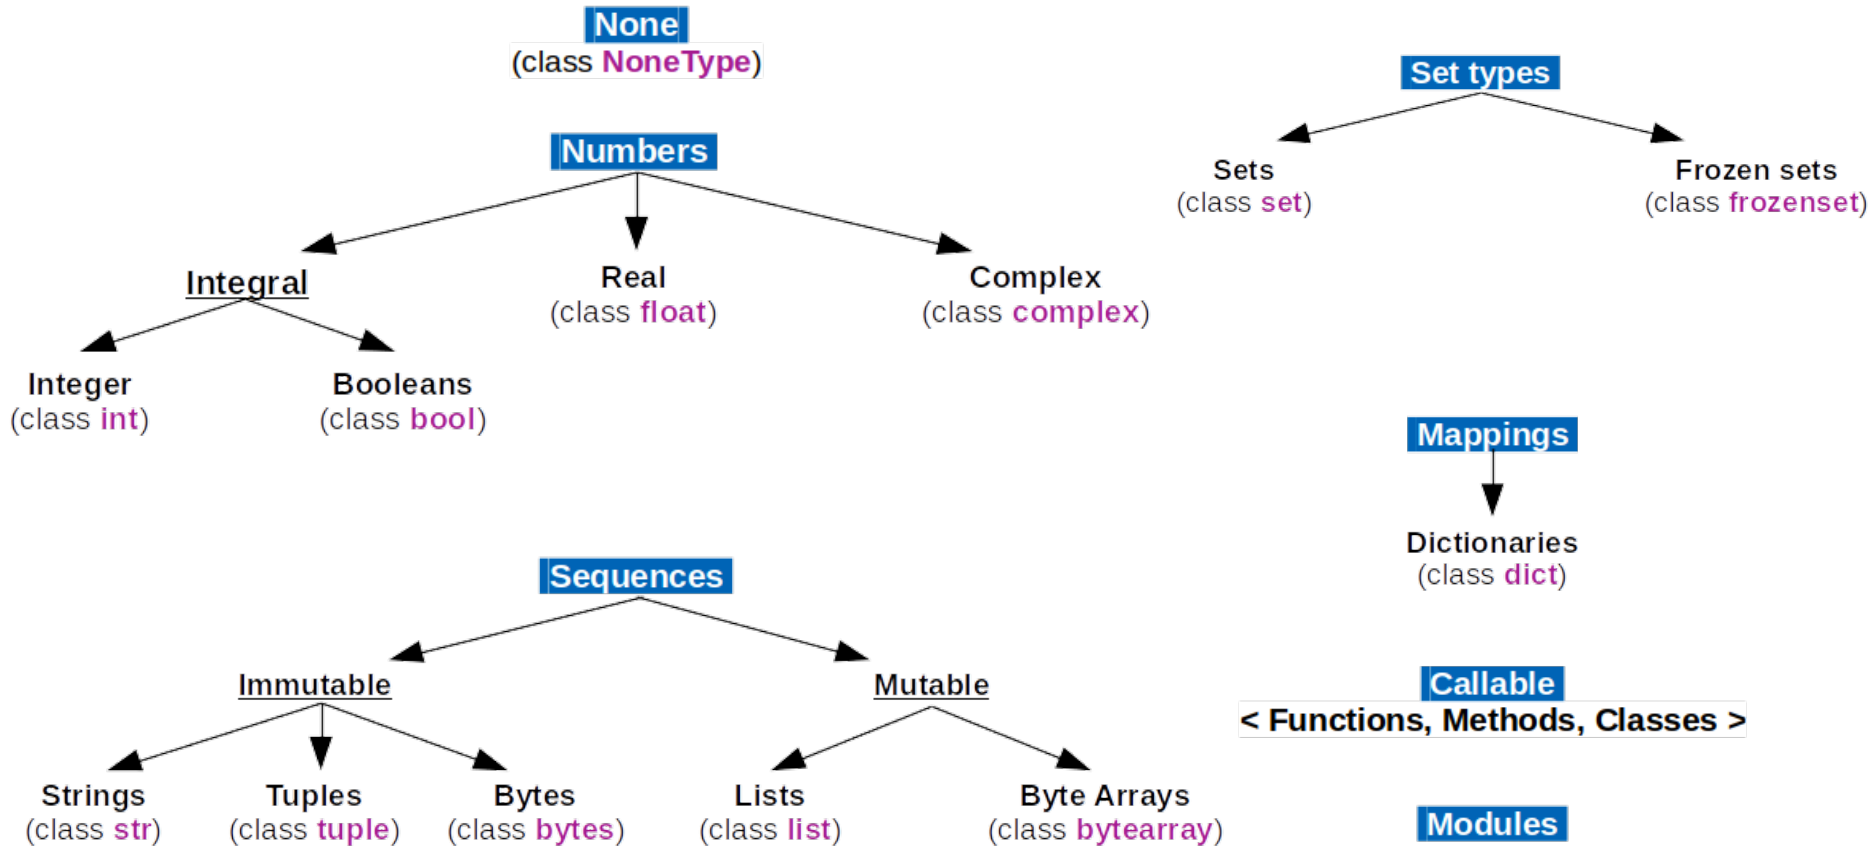 None
(class NoneType)
Numbers
Integral
Real
(class float)
Complex
(class complex)
Integer
(class int)
Booleans
(class bool)
Sequences
Immutable
Mutable
Strings
(class str)
Tuples
(class tuple)
Bytes
(class bytes)
Lists
(class list)
Byte Arrays
(class bytearray)
Set types
Sets
(class set)
Frozen sets
(class frozenset)
Mappings
Dictionaries
(class dict)
Callable
< Functions, Methods, Classes >
Modules